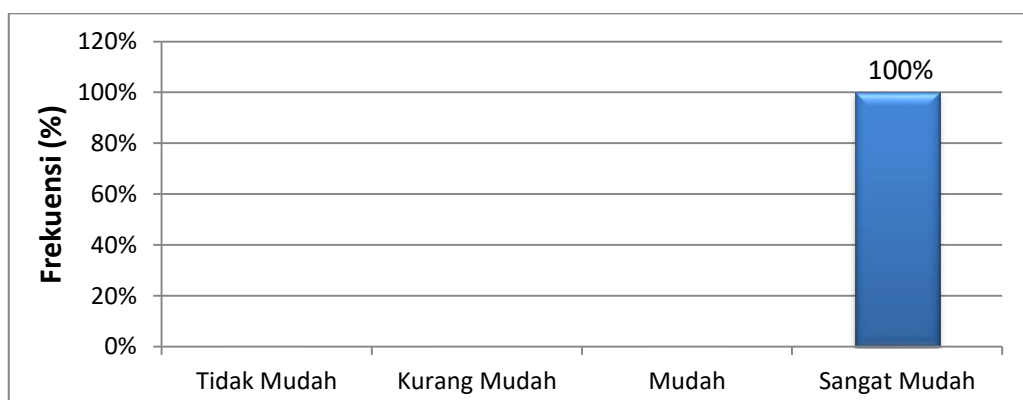 120%
100%
100%
80%
60%
40%
20%
0%
Frekuensi (%)
Tidak Mudah
Kurang Mudah
Mudah
Sangat Mudah